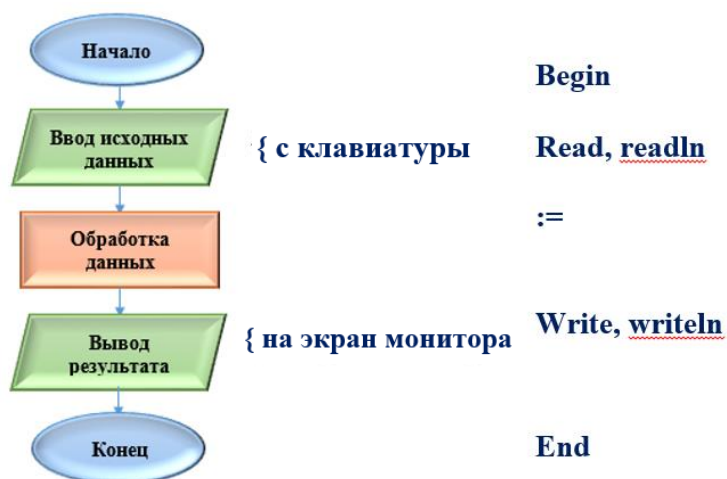 Начало
Begin
Ввод исходных
данных
{ с клавиатуры
Read, readln
Обработка
данных
:=
Вывод
результата
{ на экран монитора
Write, writeln
Конец
End